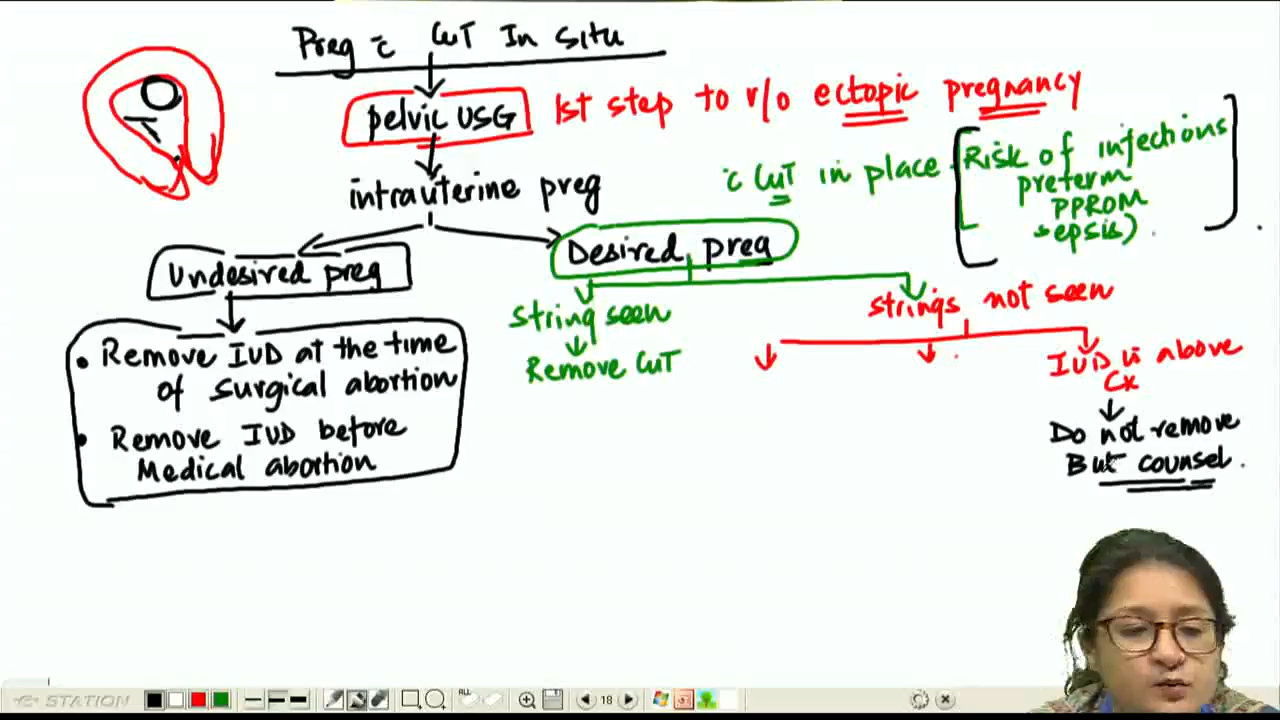 Preg c̄ CuT In Situ
pelvic USG 1st step to r/o ectopic pregnancy
intrauterine preg
c̄ CuT in place
Risk of infections
preterm
PPROM
sepsis)
Undesired preg
Desired preg
• Remove IUD at the time
of surgical abortion
• Remove IUD before
Medical abortion
String seen
Remove CuT
strings not seen
IUD is above
Cx
Do not remove
But counsel.
e-STATION
18